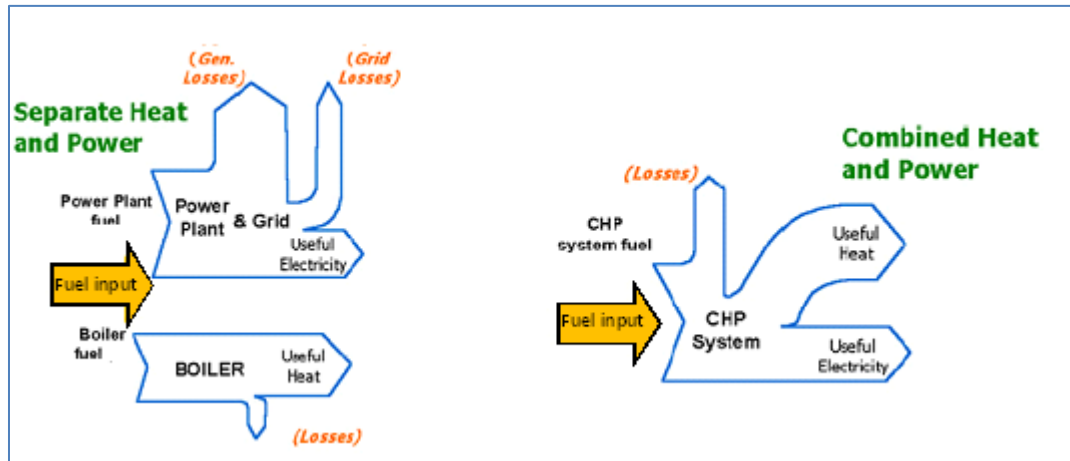 (Gen.
Losses)
(Grid
Losses)
Separate Heat
and Power
Power Plant
fuel
Power
Plant
& Grid
Useful
Electricity
Fuel input
Boiler
fuel
BOILER
Useful
Heat
(Losses)
Combined Heat
and Power
(Losses)
CHP
system fuel
Useful
Heat
Fuel input
CHP
System
Useful
Electricity